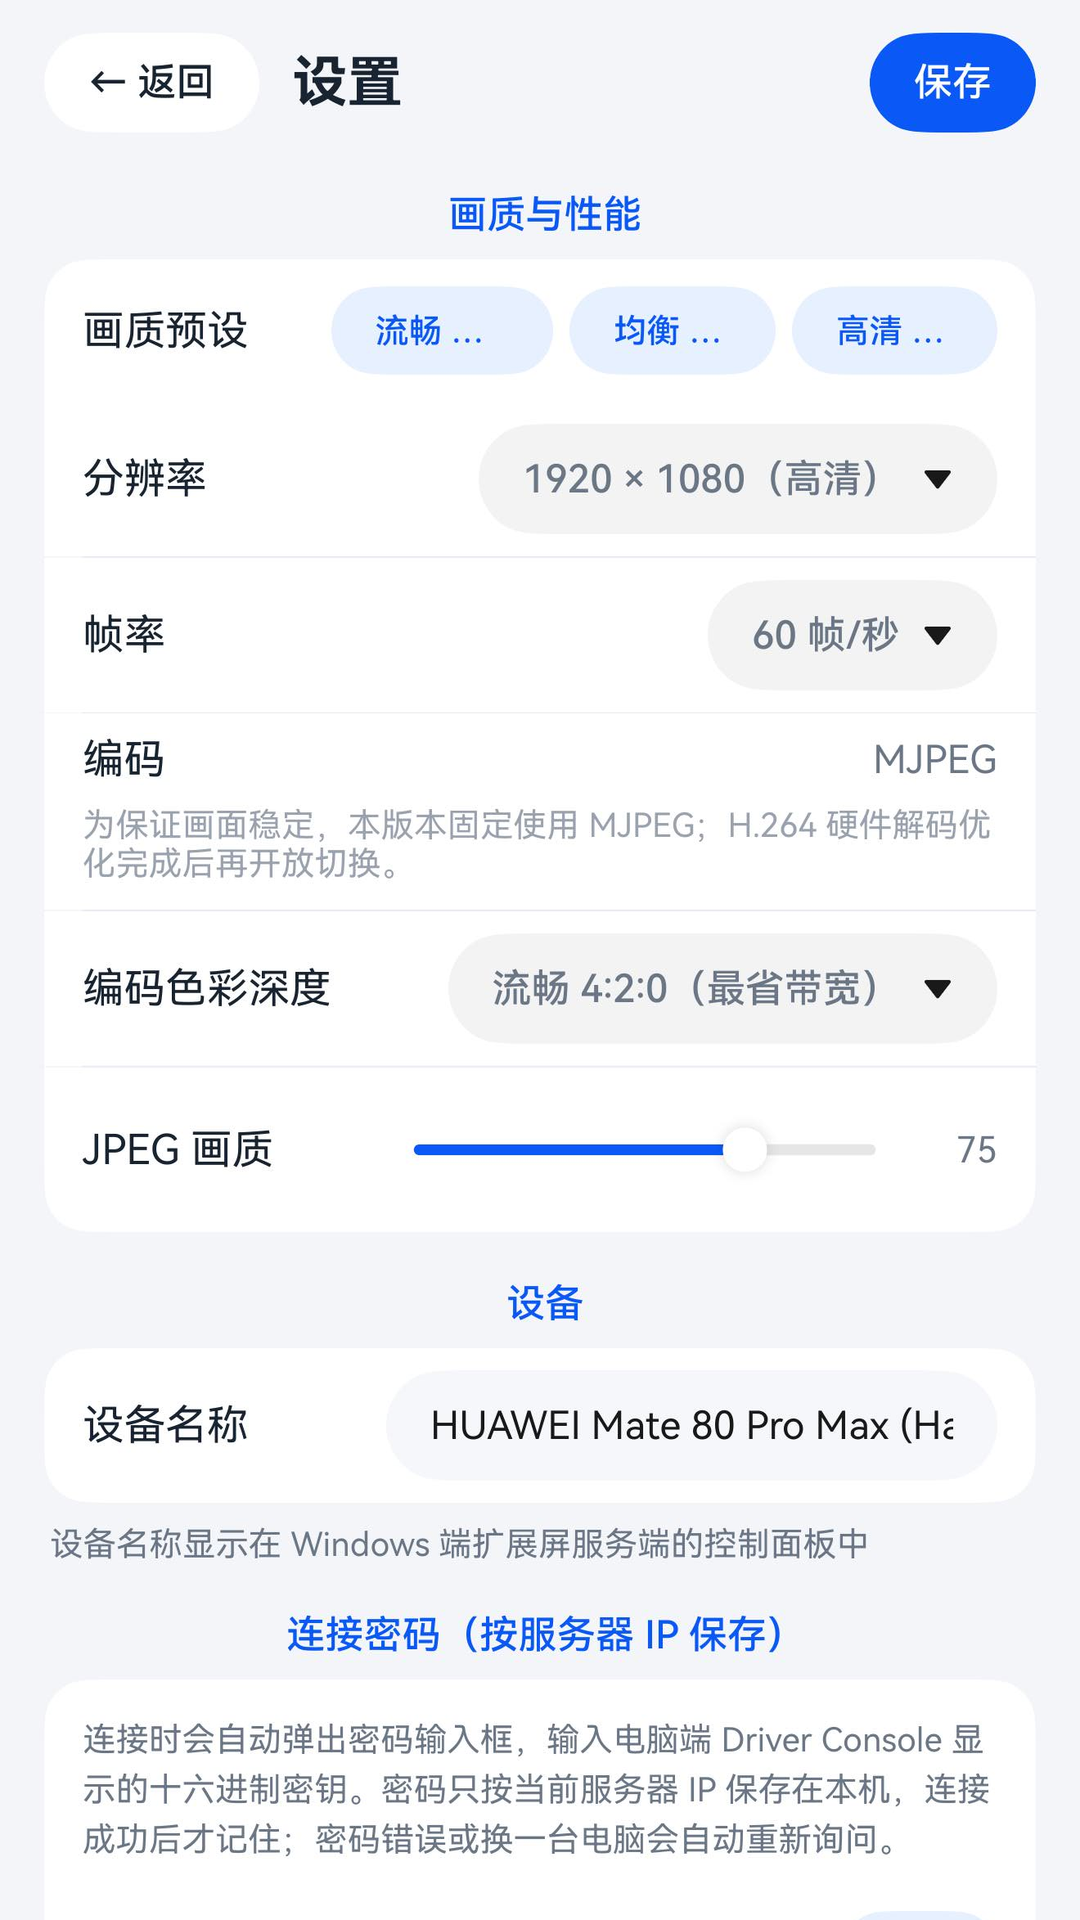 ← 返回
设置
保存
画质与性能
画质预设
流畅 ...
均衡 ...
高清 ...
分辨率
1920 × 1080（高清）
帧率
60 帧/秒
编码
MJPEG
为保证画面稳定，本版本固定使用 MJPEG；H.264 硬件解码优
化完成后再开放切换。
编码色彩深度
流畅 4:2:0（最省带宽）
JPEG 画质
75
设备
设备名称
HUAWEI Mate 80 Pro Max (Ha
设备名称显示在 Windows 端扩展屏服务端的控制面板中
连接密码（按服务器 IP 保存）
连接时会自动弹出密码输入框，输入电脑端 Driver Console 显
示的十六进制密钥。密码只按当前服务器 IP 保存在本机，连接
成功后才记住；密码错误或换一台电脑会自动重新询问。